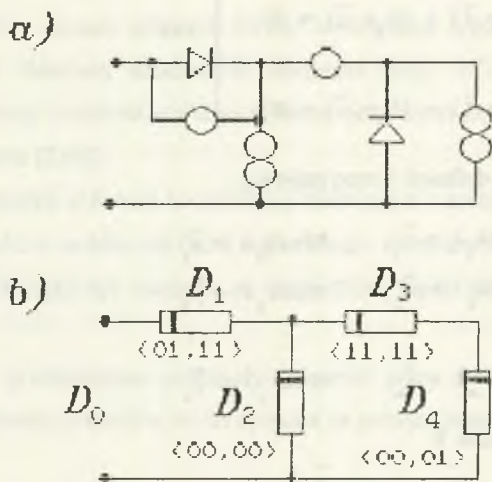 a)
b)
D₁ D₃
<01,11> <11,11>
D₀ D₂ D₄
<00,00> <00,01>